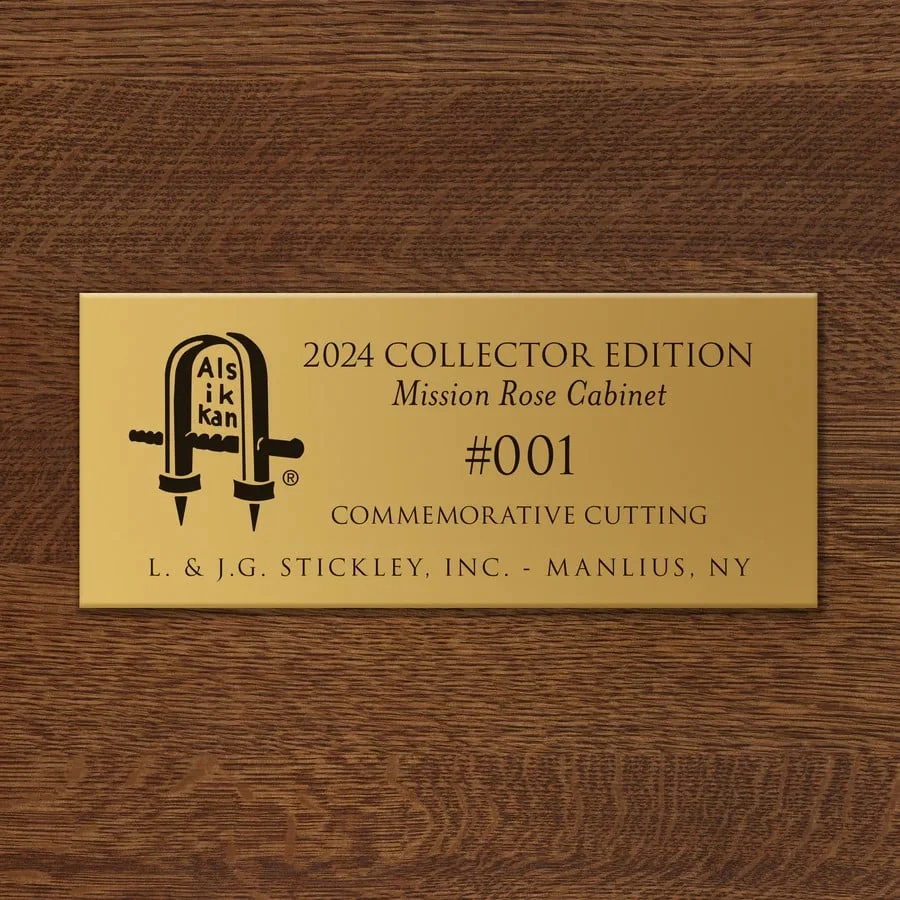 Als
ik
Kan
®
2024 COLLECTOR EDITION
Mission Rose Cabinet
#001
COMMEMORATIVE CUTTING
L. & J.G. STICKLEY, INC. - MANLIUS, NY